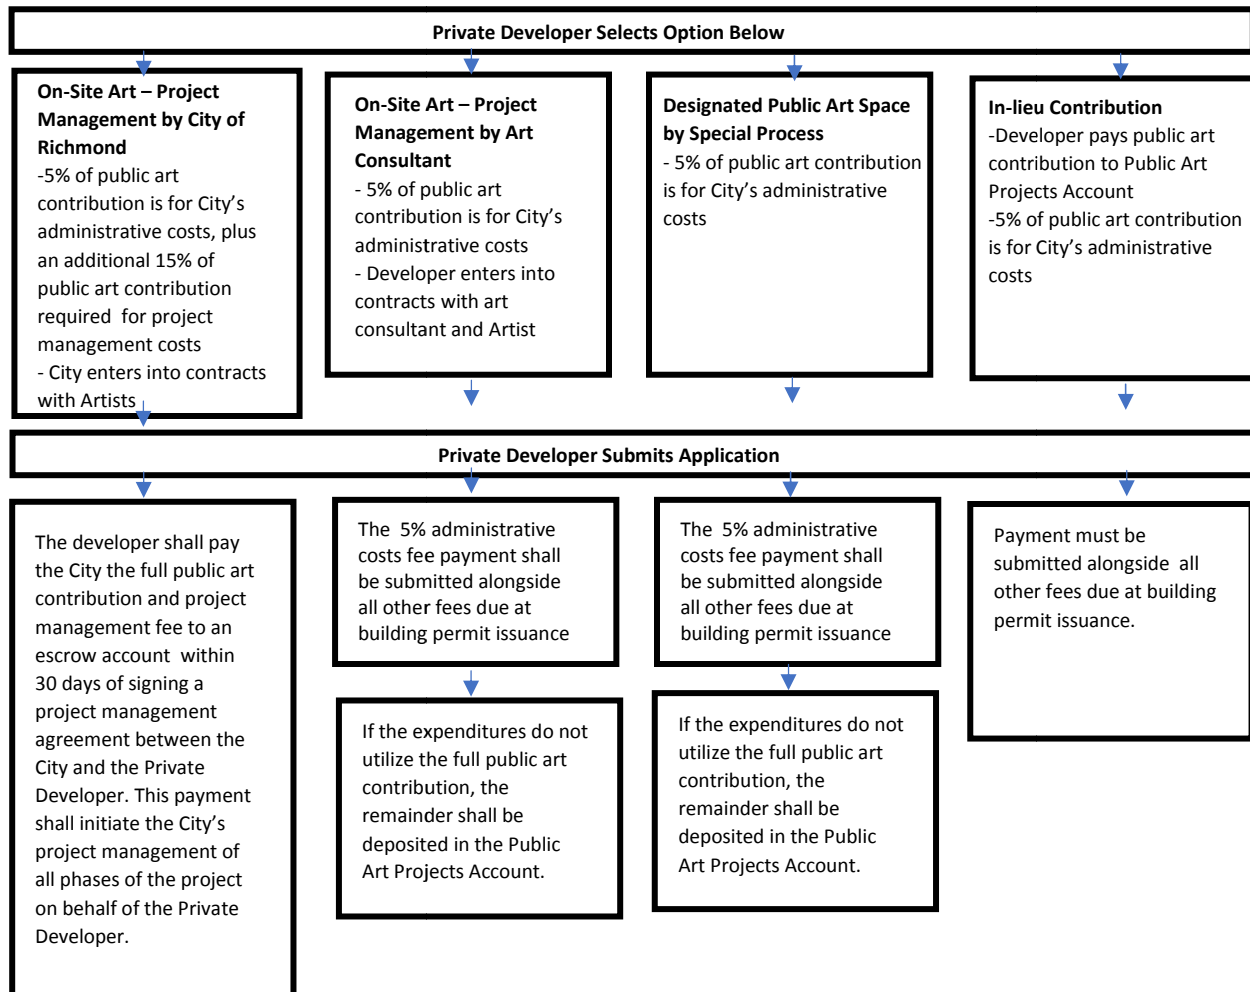 Private Developer Selects Option Below
On-Site Art – Project
Management by City of
Richmond
-5% of public art
contribution is for City’s
administrative costs, plus
an additional 15% of
public art contribution
required for project
management costs
- City enters into contracts
with Artists
On-Site Art – Project
Management by Art
Consultant
- 5% of public art
contribution is for City’s
administrative costs
- Developer enters into
contracts with art
consultant and Artist
Designated Public Art Space
by Special Process
- 5% of public art contribution
is for City’s administrative
costs
In-lieu Contribution
-Developer pays public art
contribution to Public Art
Projects Account
-5% of public art contribution
is for City’s administrative
costs
Private Developer Submits Application
The developer shall pay
the City the full public art
contribution and project
management fee to an
escrow account within
30 days of signing a
project management
agreement between the
City and the Private
Developer. This payment
shall initiate the City’s
project management of
all phases of the project
on behalf of the Private
Developer.
The 5% administrative
costs fee payment shall
be submitted alongside
all other fees due at
building permit issuance
If the expenditures do not
utilize the full public art
contribution, the
remainder shall be
deposited in the Public
Art Projects Account.
The 5% administrative
costs fee payment shall
be submitted alongside
all other fees due at
building permit issuance
If the expenditures do not
utilize the full public art
contribution, the
remainder shall be
deposited in the Public
Art Projects Account.
Payment must be
submitted alongside all
other fees due at building
permit issuance.